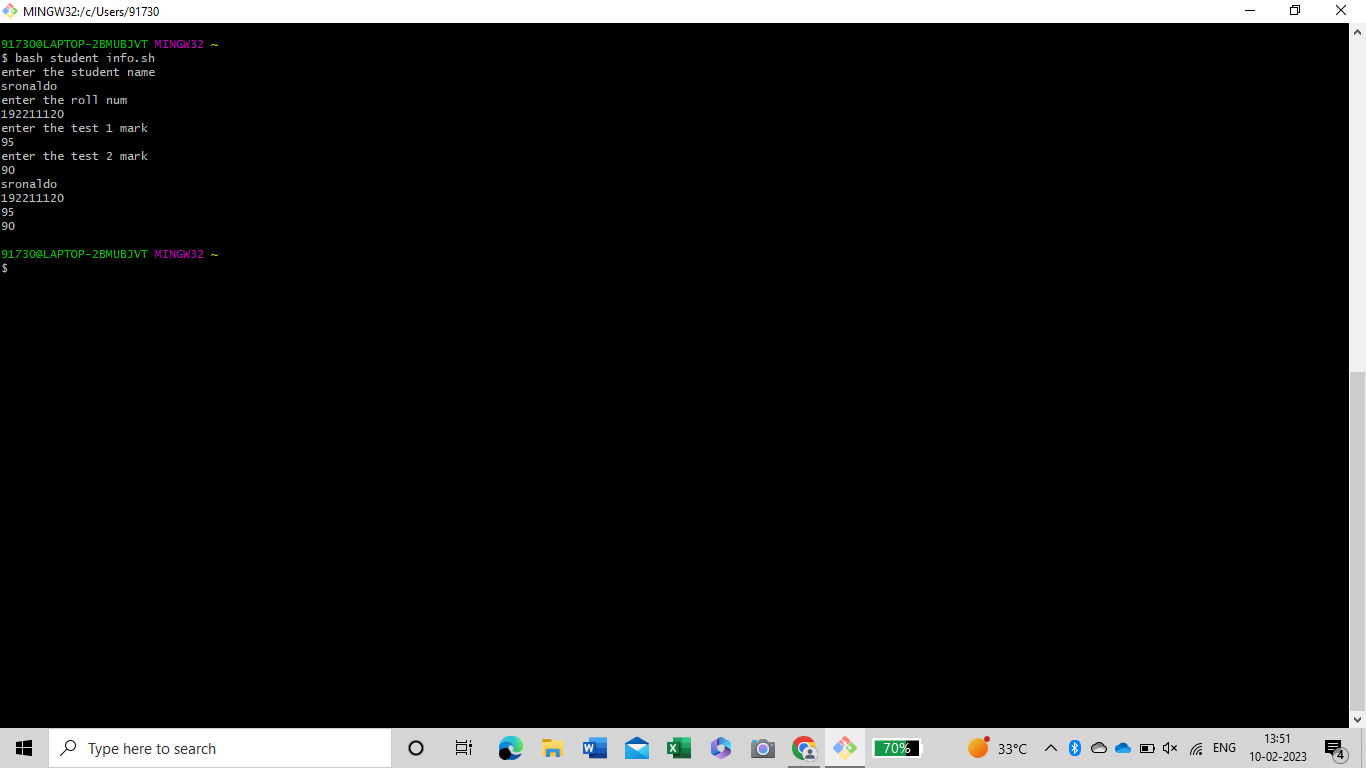 MINGW32:/c/Users/91730
91730@LAPTOP-2BMUBJVT MINGW32 ~
$ bash student info.sh
enter the student name
sronaldo
enter the roll num
192211120
enter the test 1 mark
95
enter the test 2 mark
90
sronaldo
192211120
95
90
91730@LAPTOP-2BMUBJVT MINGW32 ~
$
Type here to search
70%
33°C
ENG
13:51
10-02-2023
4